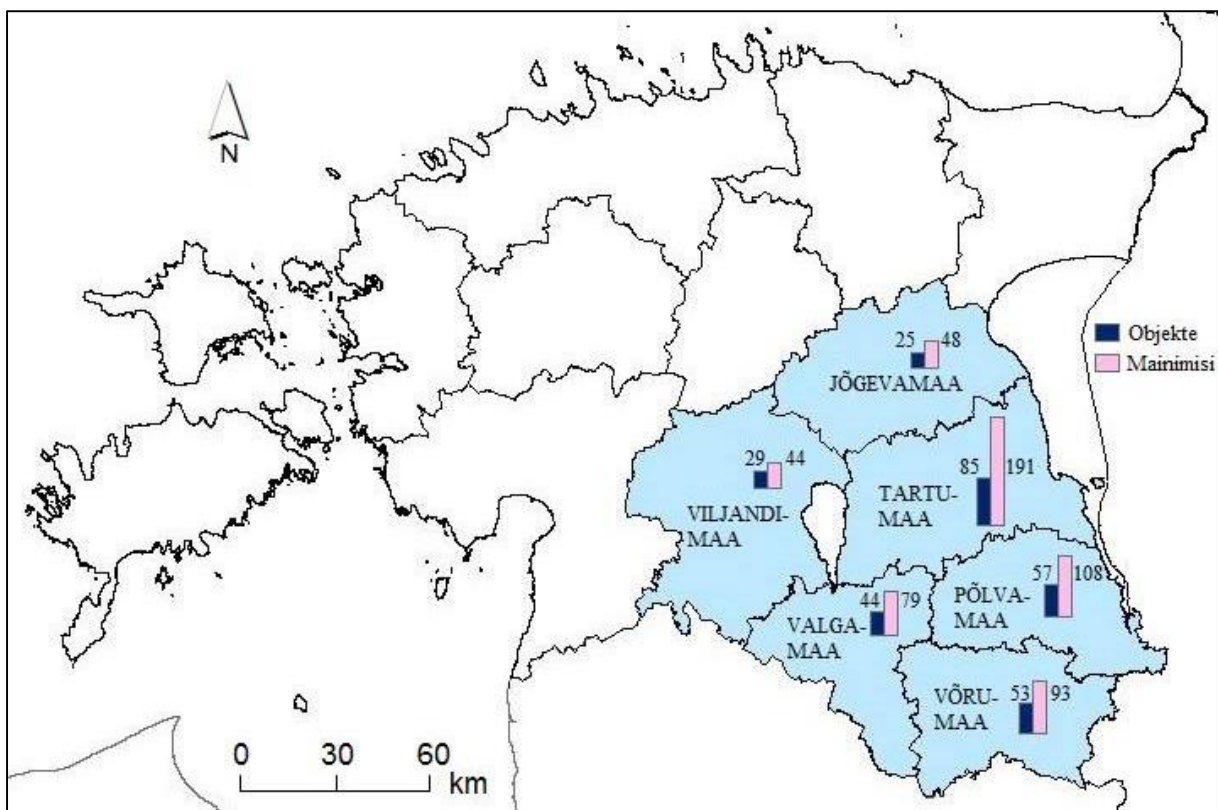 N
Objekte
Mainimisi
25 48
JÕGEVAMAA
29 44
VILJANDI-
MAA
85 191
TARTU-
MAA
57 108
PÕLVA-
MAA
44 79
VALGA-
MAA
53 93
VÕRU-
MAA
0 30 60
km